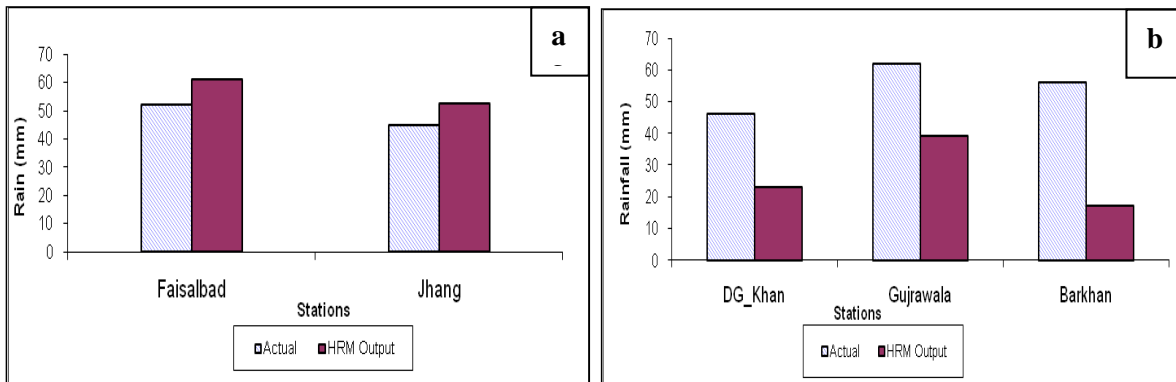 a
Rain (mm)
70
60
50
40
30
20
10
0
Faisalbad Jhang
Stations
Actual HRM Output
b
Rainfall (mm)
70
60
50
40
30
20
10
0
DG_Khan Gujrawala Barkhan
Stations
Actual HRM Output